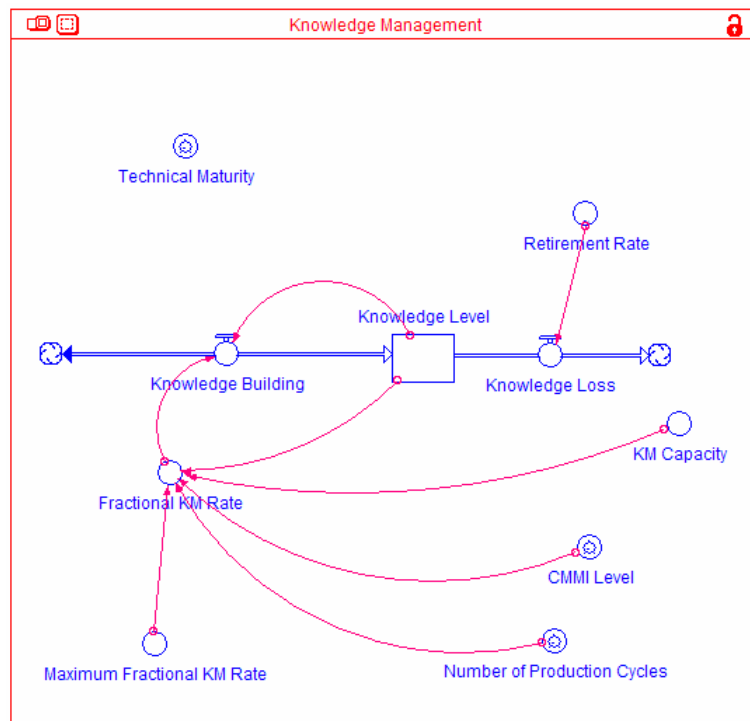 Knowledge Management
Technical Maturity
Retirement Rate
Knowledge Level
Knowledge Building
Knowledge Loss
KM Capacity
Fractional KM Rate
CMMI Level
Maximum Fractional KM Rate
Number of Production Cycles